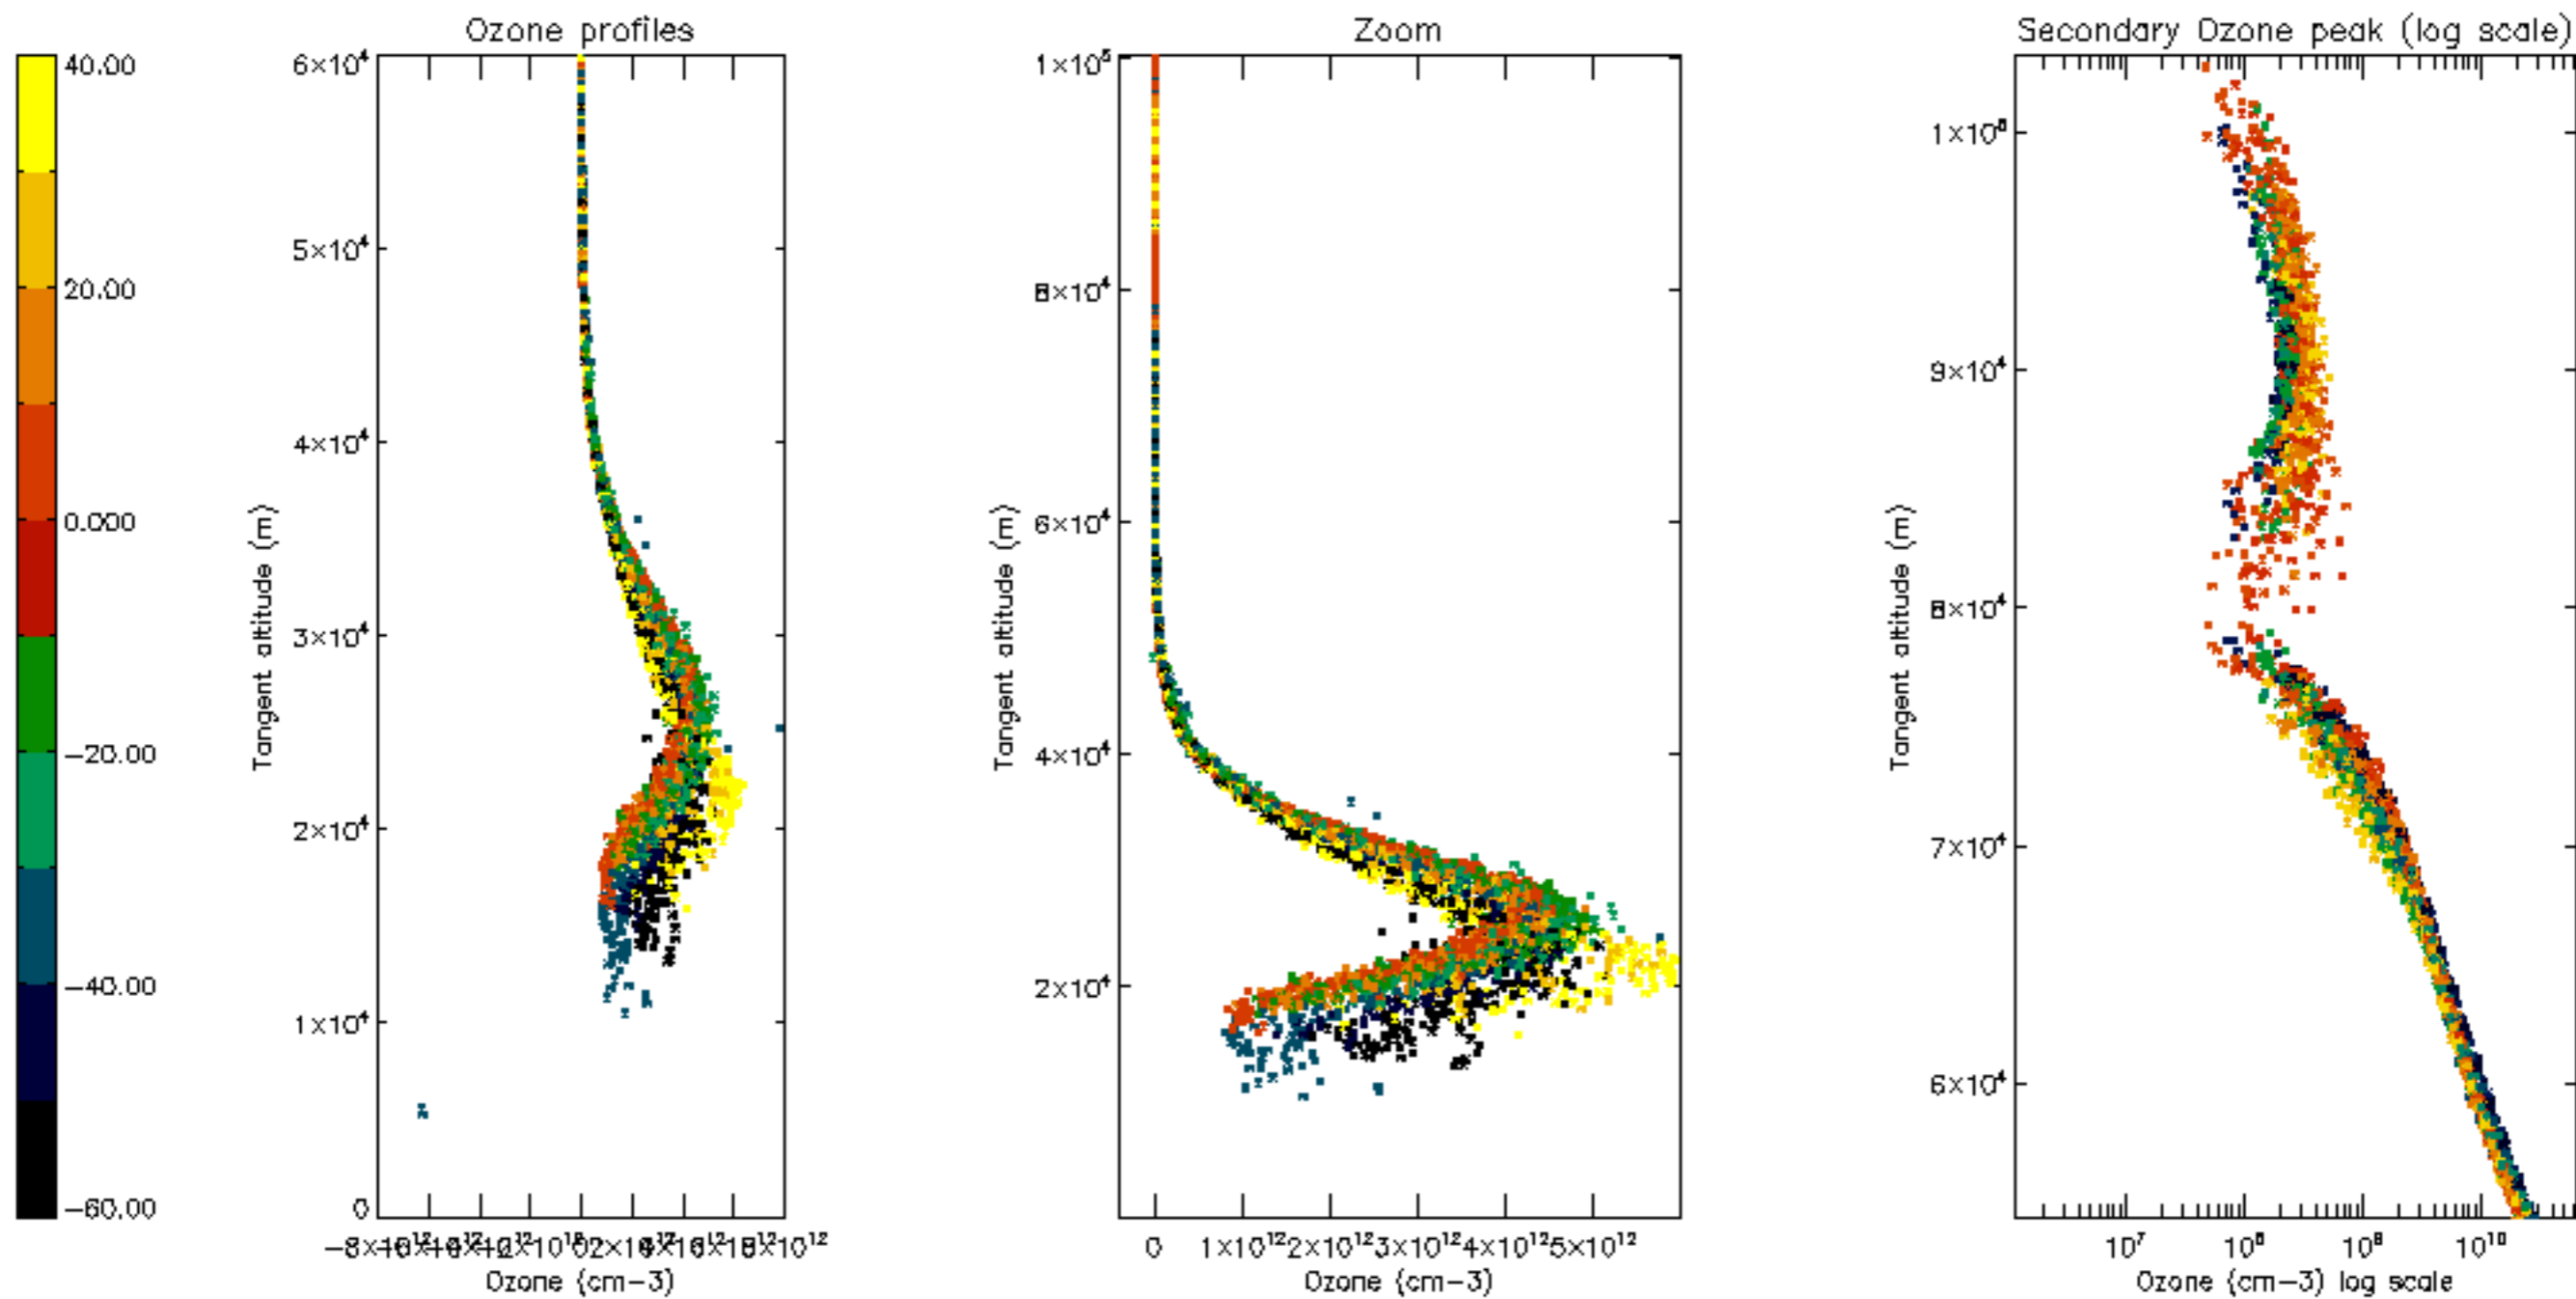 Ozone profiles
Zoom
Secondary Ozone peak (log scale)
40.00
20.00
0.000
-20.00
-40.00
-60.00
6×10⁴
5×10⁴
4×10⁴
3×10⁴
2×10⁴
1×10⁴
0
Tangent altitude (m)
Ozone (cm-3)
1×10⁵
8×10⁴
6×10⁴
4×10⁴
2×10⁴
Tangent altitude (m)
0 1×10¹² 2×10¹² 3×10¹² 4×10¹² 5×10¹²
Ozone (cm-3)
9×10⁴
8×10⁴
7×10⁴
6×10⁴
Tangent altitude (m)
10⁷ 10⁸ 10⁹ 10¹⁰
Ozone (cm-3) log scale